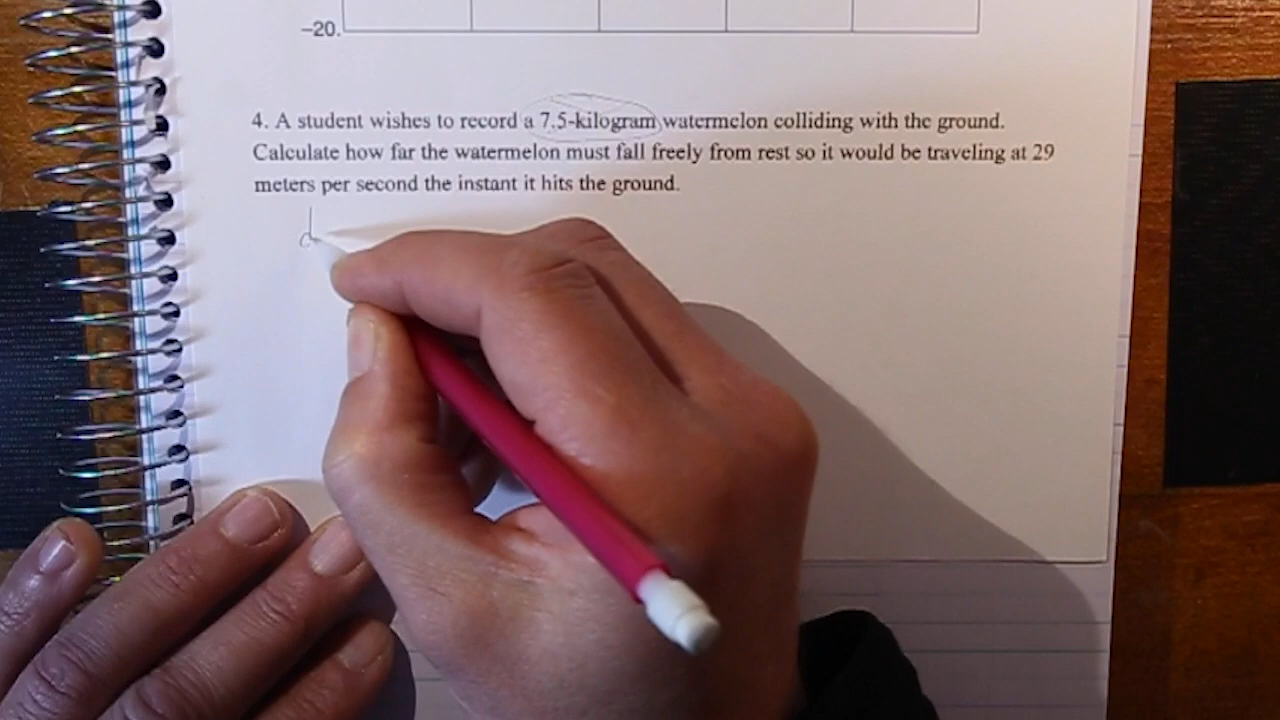 -20.
4. A student wishes to record a 7.5-kilogram watermelon colliding with the ground.
Calculate how far the watermelon must fall freely from rest so it would be traveling at 29
meters per second the instant it hits the ground.
d